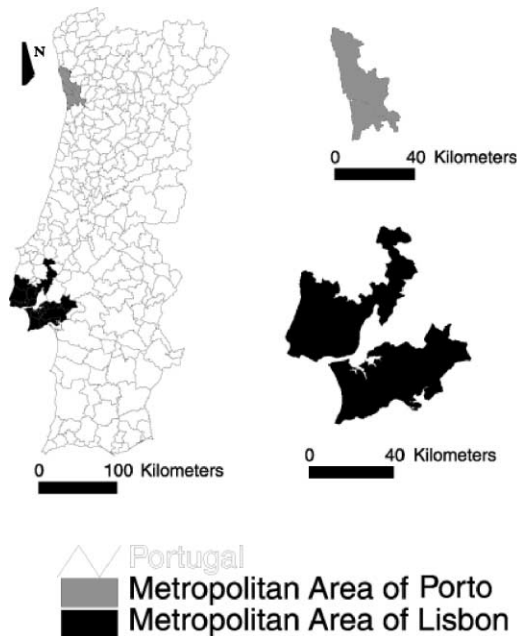 N
0 40 Kilometers
0 100 Kilometers
0 40 Kilometers
Portugal
Metropolitan Area of Porto
Metropolitan Area of Lisbon